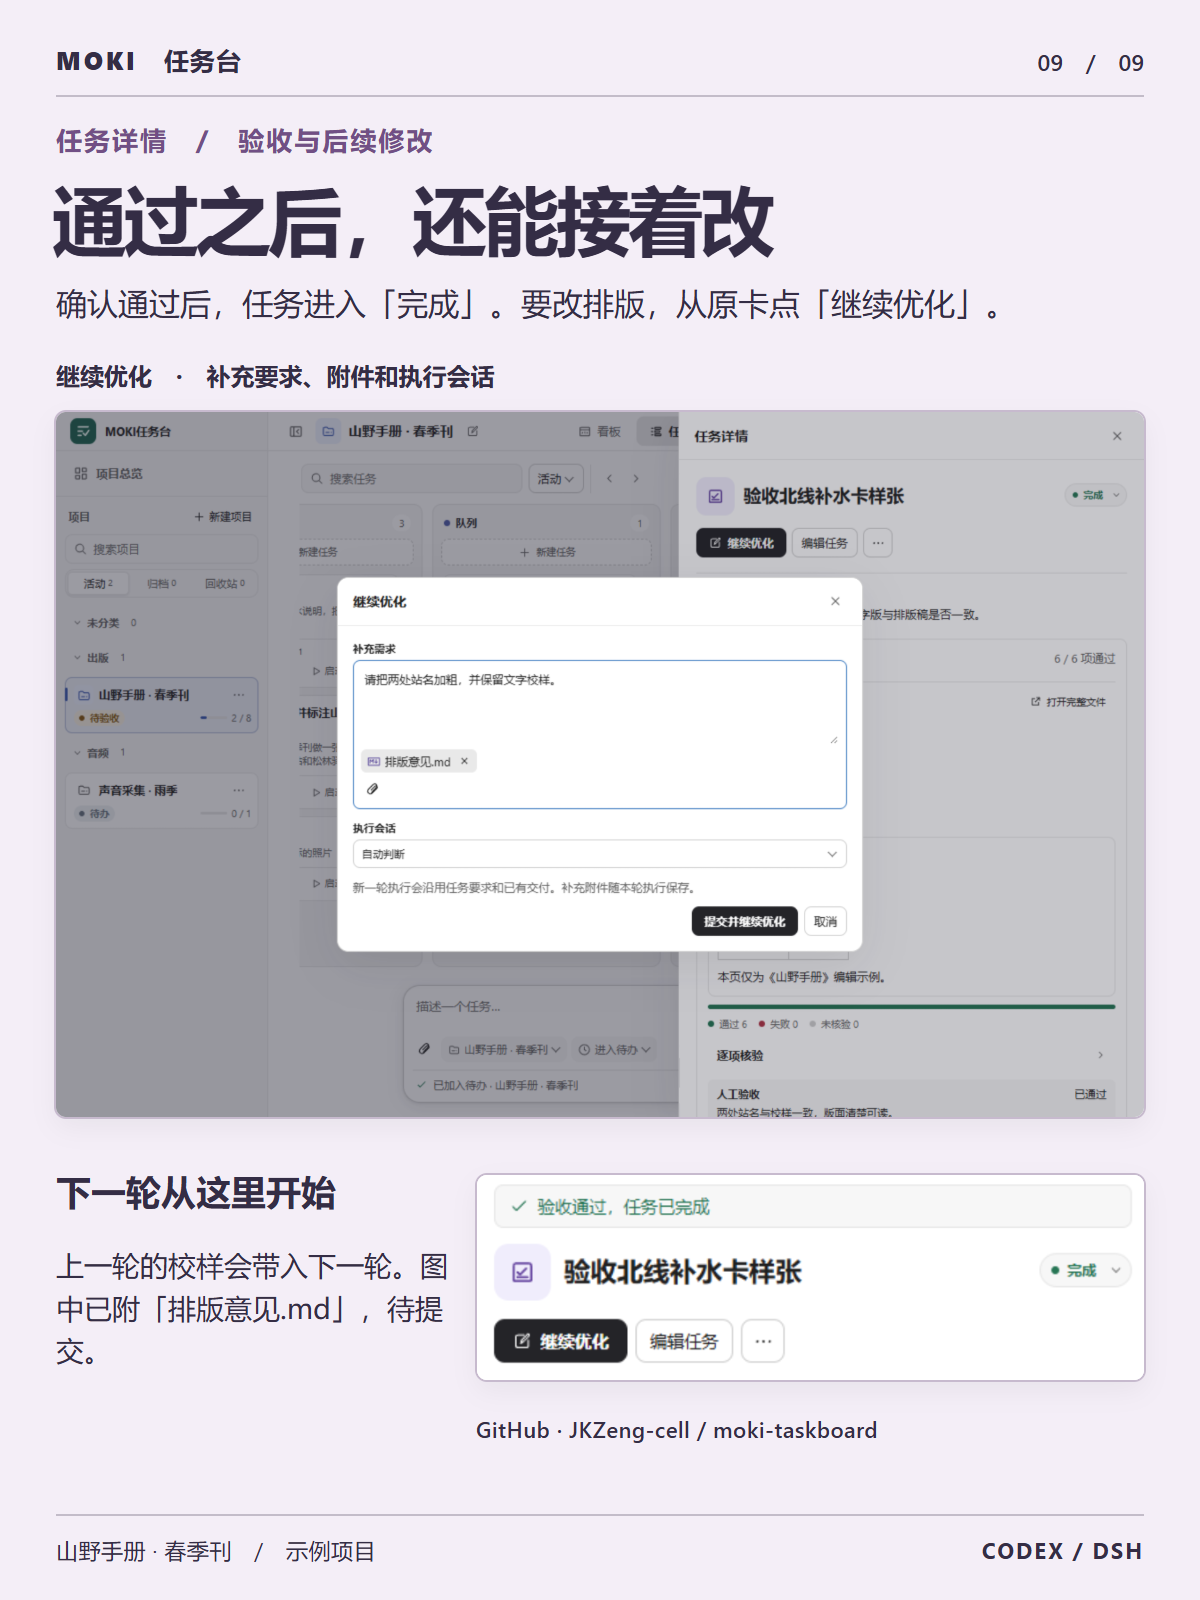 MOKI 任务台
09 / 09
任务详情 / 验收与后续修改
通过之后，还能接着改
确认通过后，任务进入「完成」。要改排版，从原卡点「继续优化」。
继续优化 · 补充要求、附件和执行会话
MOKI任务台
项目总览
项目
+ 新建项目
搜索项目
活动 2
归档 0
回收站 0
未分类 0
出版 1
山野手册 · 春季刊
待验收
2 / 8
音频 1
声音采集 · 雨季
待办
0 / 1
山野手册 · 春季刊
看板
搜索任务
活动
3
新建任务
队列
1
+ 新建任务
任务详情
验收北线补水卡样张
完成
继续优化
编辑任务
字版与排版稿是否一致。
6 / 6 项通过
打开完整文件
继续优化
补充需求
请把两处站名加粗，并保留文字校样。
排版意见.md
执行会话
自动判断
新一轮执行会沿用任务要求和已有交付。补充附件随本轮执行保存。
提交并继续优化
取消
本页仅为《山野手册》编辑示例。
通过 6
失败 0
未核验 0
逐项核验
人工验收
已通过
两处站名与校样一致，版面清楚可读。
描述一个任务...
山野手册 · 春季刊
进入待办
已加入待办 · 山野手册 · 春季刊
下一轮从这里开始
上一轮的校样会带入下一轮。图
中已附「排版意见.md」，待提
交。
验收通过，任务已完成
验收北线补水卡样张
完成
继续优化
编辑任务
GitHub · JKZeng-cell / moki-taskboard
山野手册 · 春季刊 / 示例项目
CODEX / DSH